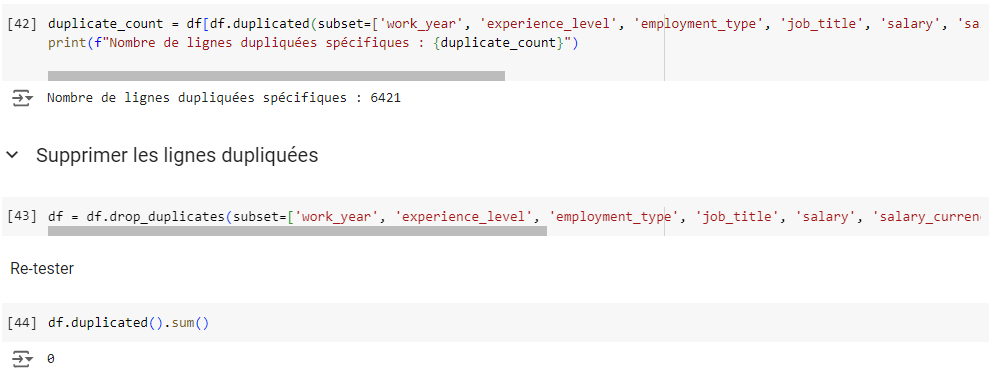 [42] duplicate_count = df[df.duplicated(subset=['work_year', 'experience_level', 'employment_type', 'job_title', 'salary', 'sa
print(f"Nombre de lignes dupliquées spécifiques : {duplicate_count}")
Nombre de lignes dupliquées spécifiques : 6421
Supprimer les lignes dupliquées
[43] df = df.drop_duplicates(subset=['work_year', 'experience_level', 'employment_type', 'job_title', 'salary', 'salary_curren
Re-tester
[44] df.duplicated().sum()
0